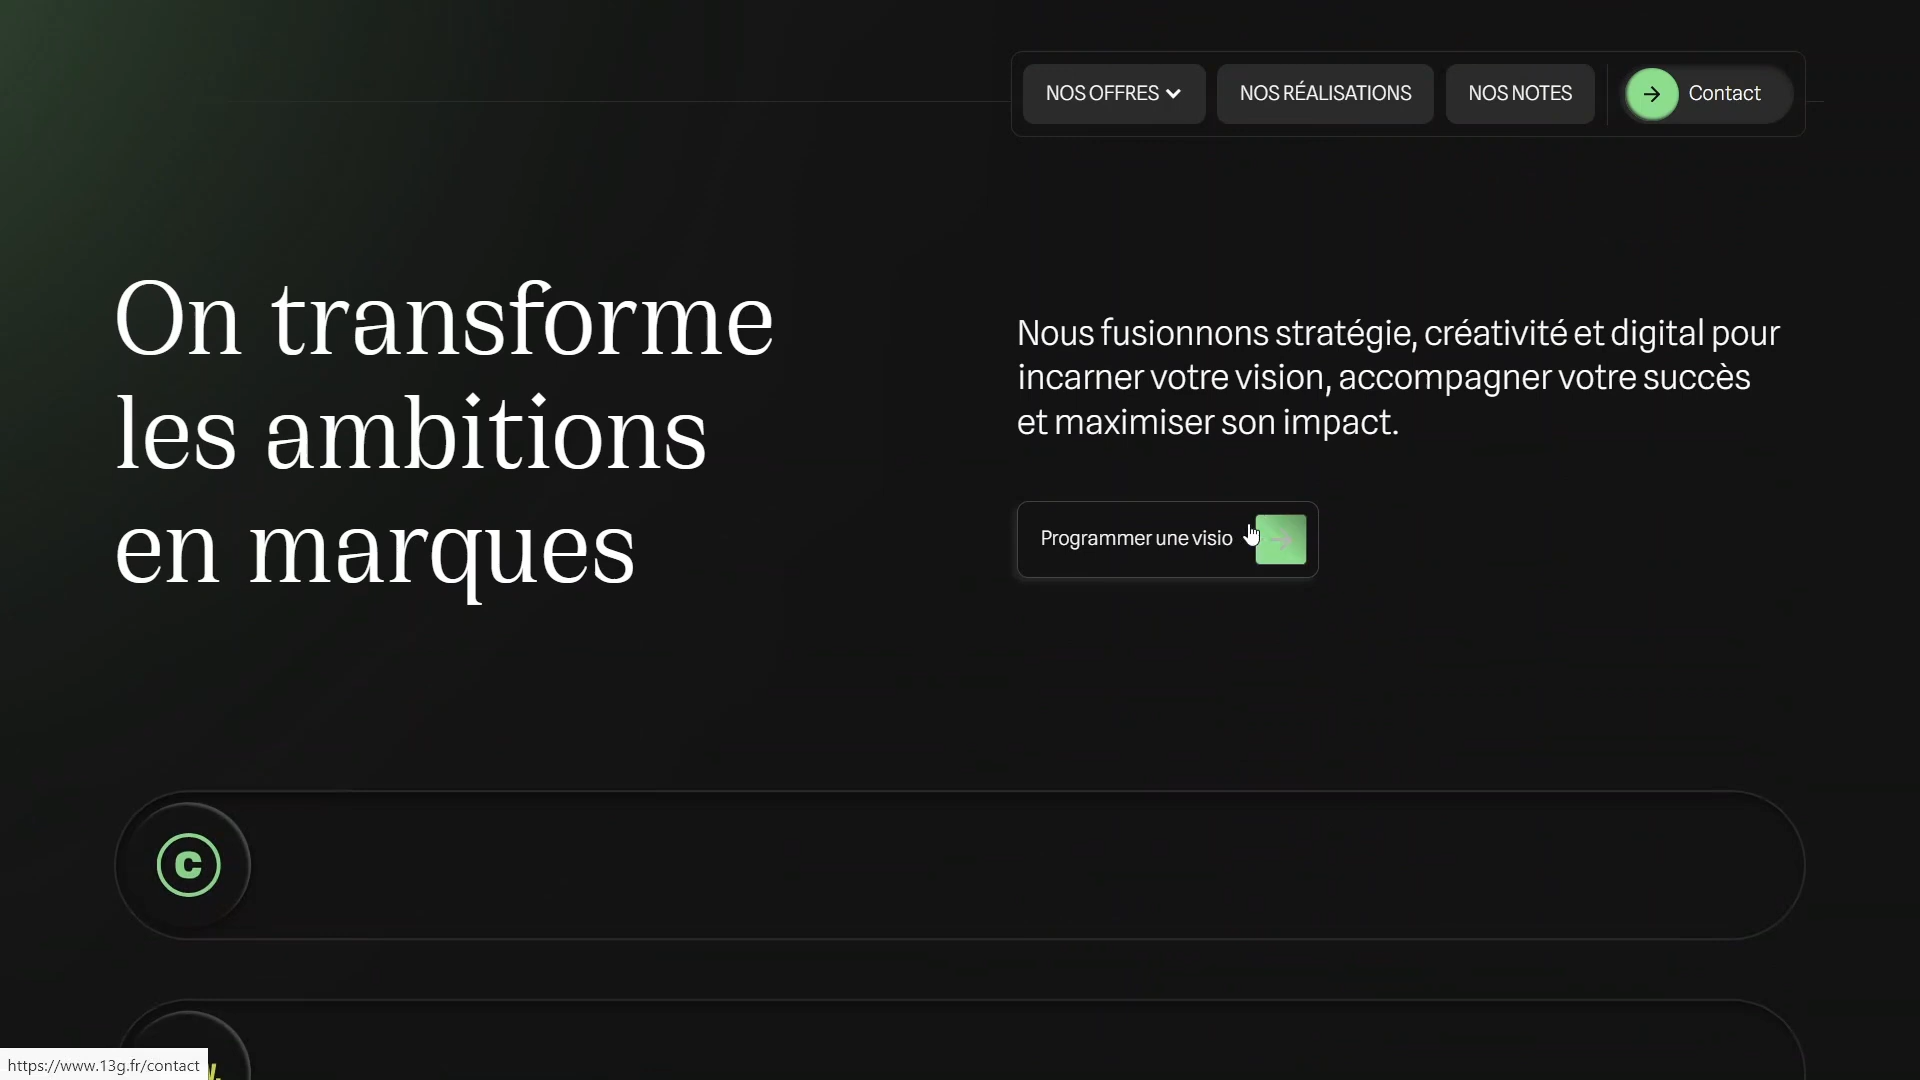 NOS OFFRES
NOS RÉALISATIONS
NOS NOTES
Contact
On transforme
les ambitions
en marques
Nous fusionnons stratégie, créativité et digital pour
incarner votre vision, accompagner votre succès
et maximiser son impact.
Programmer une visio
C
https://www.13g.fr/contact